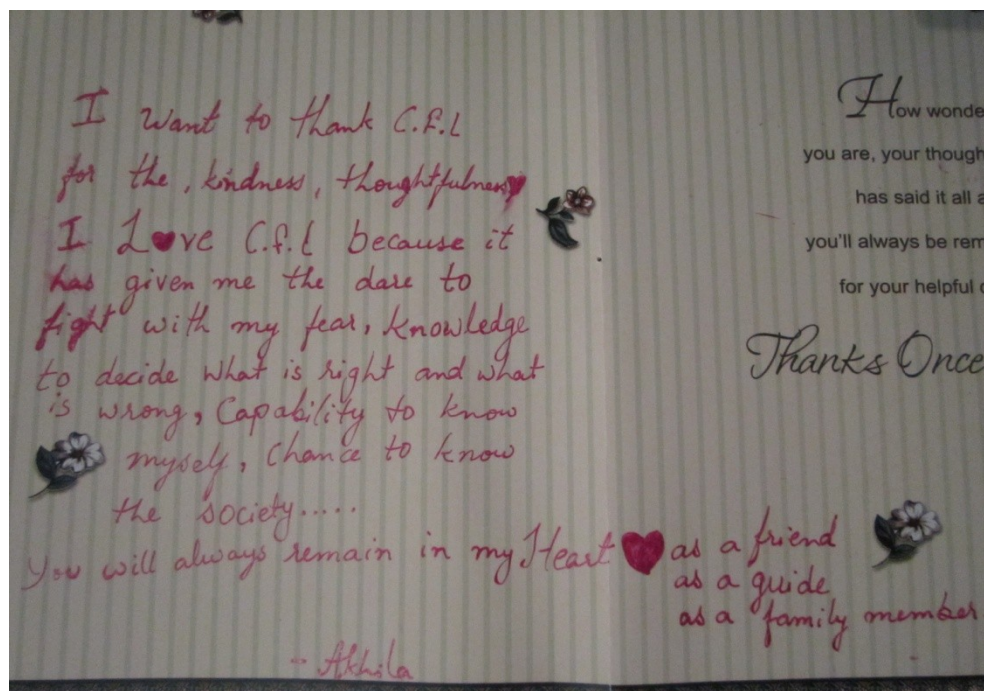 I want to thank C.F.L
for the, kindness, thoughtfulness
I Love C.f.l because it
has given me the dare to
fight with my fear, knowledge
to decide what is right and what
is wrong, Capability to know
myself, Chance to know
the society.....
You will always remain in my Heart as a friend
as a guide
as a family member
- Akhila
How wonde
you are, your though
has said it all a
you'll always be rem
for your helpful
Thanks Once